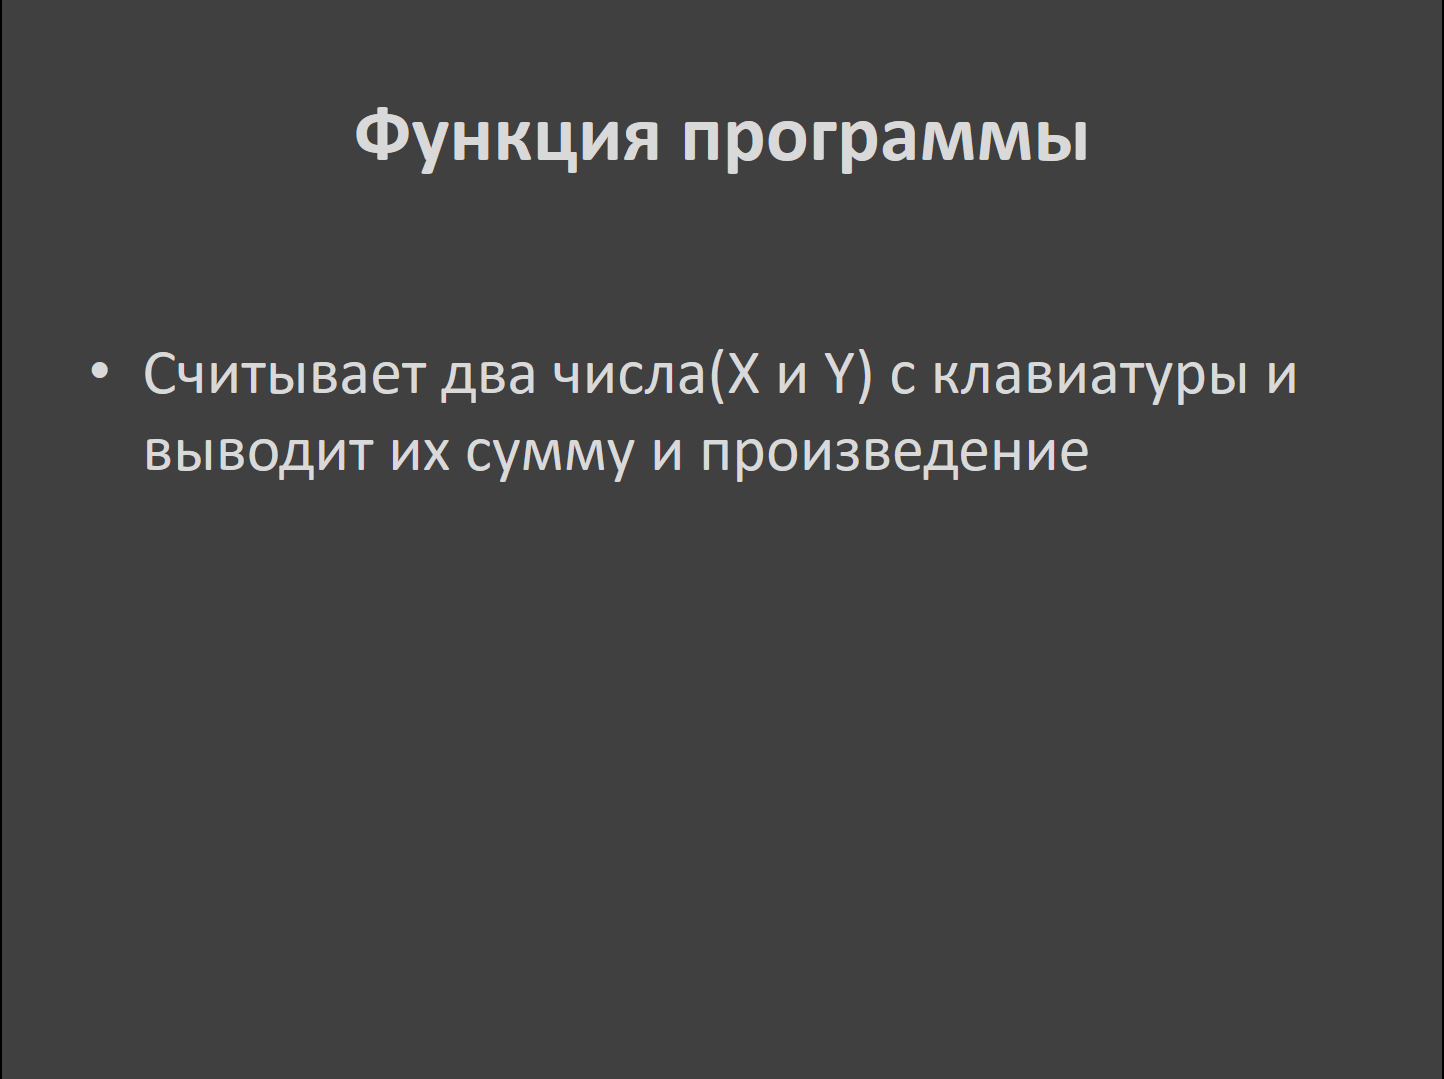 Функция программы
• Считывает два числа(X и Y) с клавиатуры и
выводит их сумму и произведение